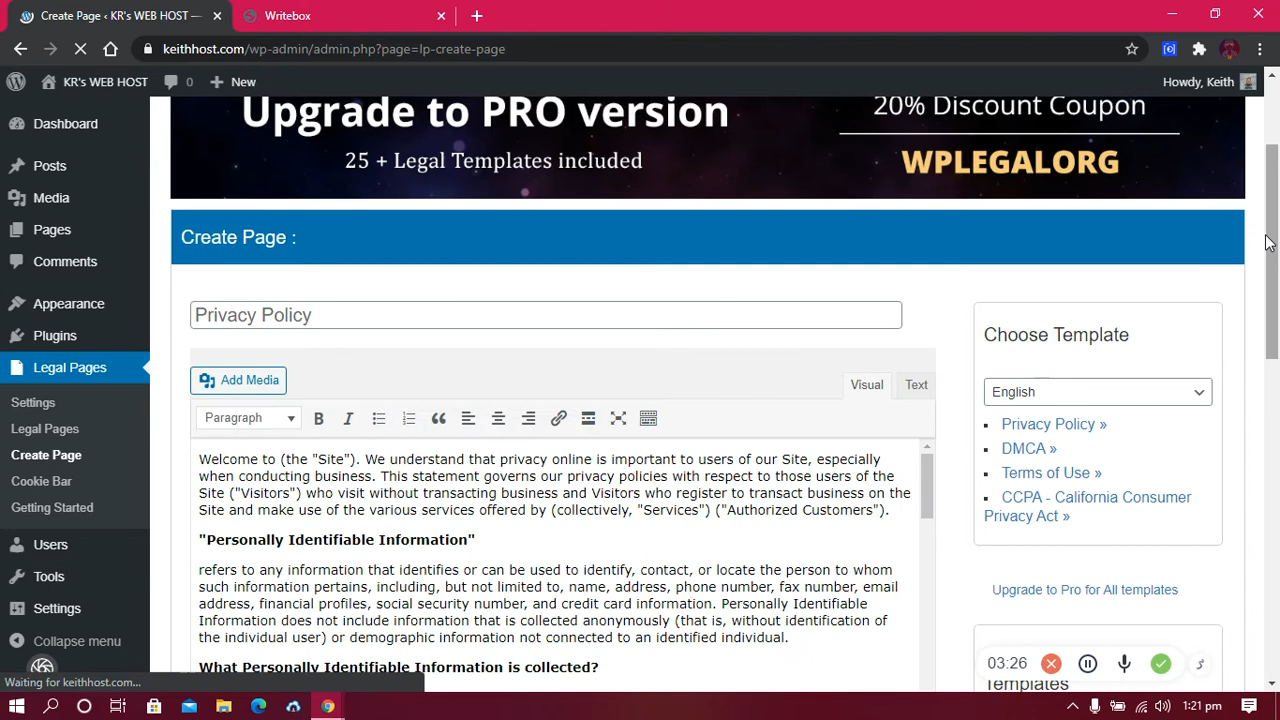 Create Page ‹ KR's WEB HOST —
Writebox
keithhost.com/wp-admin/admin.php?page=lp-create-page
KR's WEB HOST
0
New
Howdy, Keith
Dashboard
Posts
Media
Pages
Comments
Appearance
Plugins
Legal Pages
Settings
Legal Pages
Create Page
Cookie Bar
Getting Started
Users
Tools
Settings
Collapse menu
Upgrade to PRO version
25 + Legal Templates included
20% Discount Coupon
WPLEGALORG
Create Page :
Privacy Policy
Add Media
Visual
Text
Paragraph
Welcome to (the "Site"). We understand that privacy online is important to users of our Site, especially
when conducting business. This statement governs our privacy policies with respect to those users of the
Site ("Visitors") who visit without transacting business and Visitors who register to transact business on the
Site and make use of the various services offered by (collectively, "Services") ("Authorized Customers").
"Personally Identifiable Information"
refers to any information that identifies or can be used to identify, contact, or locate the person to whom
such information pertains, including, but not limited to, name, address, phone number, fax number, email
address, financial profiles, social security number, and credit card information. Personally Identifiable
Information does not include information that is collected anonymously (that is, without identification of
the individual user) or demographic information not connected to an identified individual.
What Personally Identifiable Information is collected?
Choose Template
English
Privacy Policy »
DMCA »
Terms of Use »
CCPA - California Consumer
Privacy Act »
Upgrade to Pro for All templates
Templates
03:26
Waiting for keithhost.com...
1:21 pm